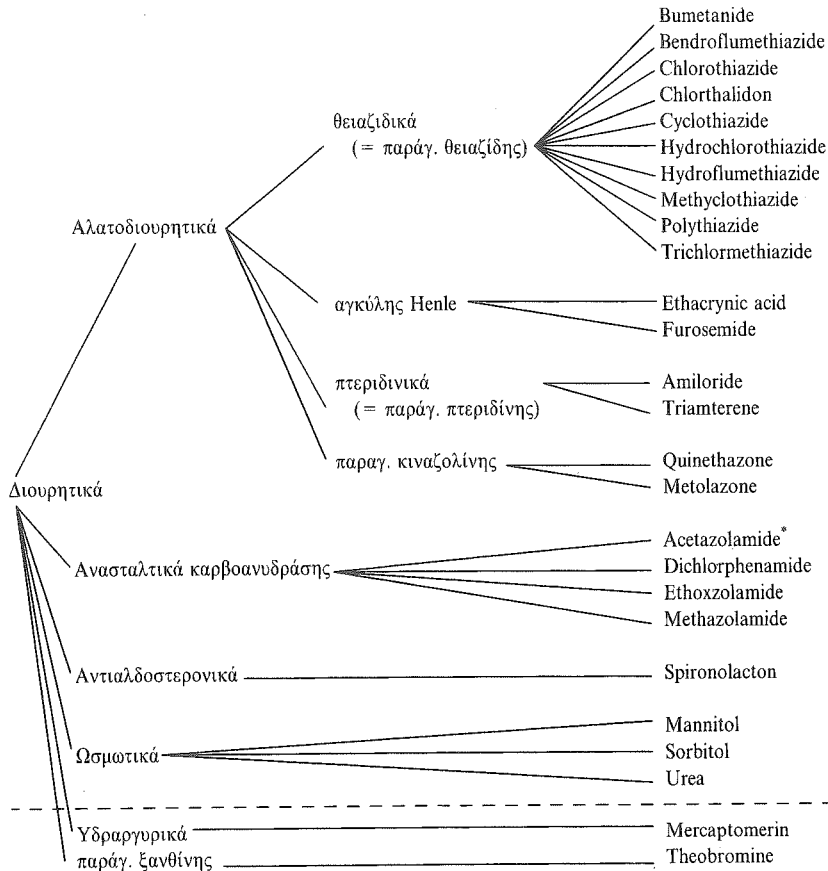 Bumetanide
Bendroflumethiazide
Chlorothiazide
Chlorthalidon
θειαζιδικά
Cyclothiazide
(= παράγ. θειαζίδης)
Hydrochlorothiazide
Hydroflumethiazide
Methyclothiazide
Polythiazide
Αλατοδιουρητικά
Trichlormethiazide
αγκύλης Henle
Ethacrynic acid
Furosemide
πτεριδινικά
Amiloride
(= παράγ. πτεριδίνης)
Triamterene
παραγ. κιναζολίνης
Quinethazone
Metolazone
Διουρητικά
Acetazolamide*
Ανασταλτικά καρβοανυδράσης
Dichlorphenamide
Ethoxzolamide
Methazolamide
Αντιαλδοστερονικά
Spironolacton
Mannitol
Ωσμωτικά
Sorbitol
Urea
Υδραργυρικά
Mercaptomerin
παράγ. ξανθίνης
Theobromine